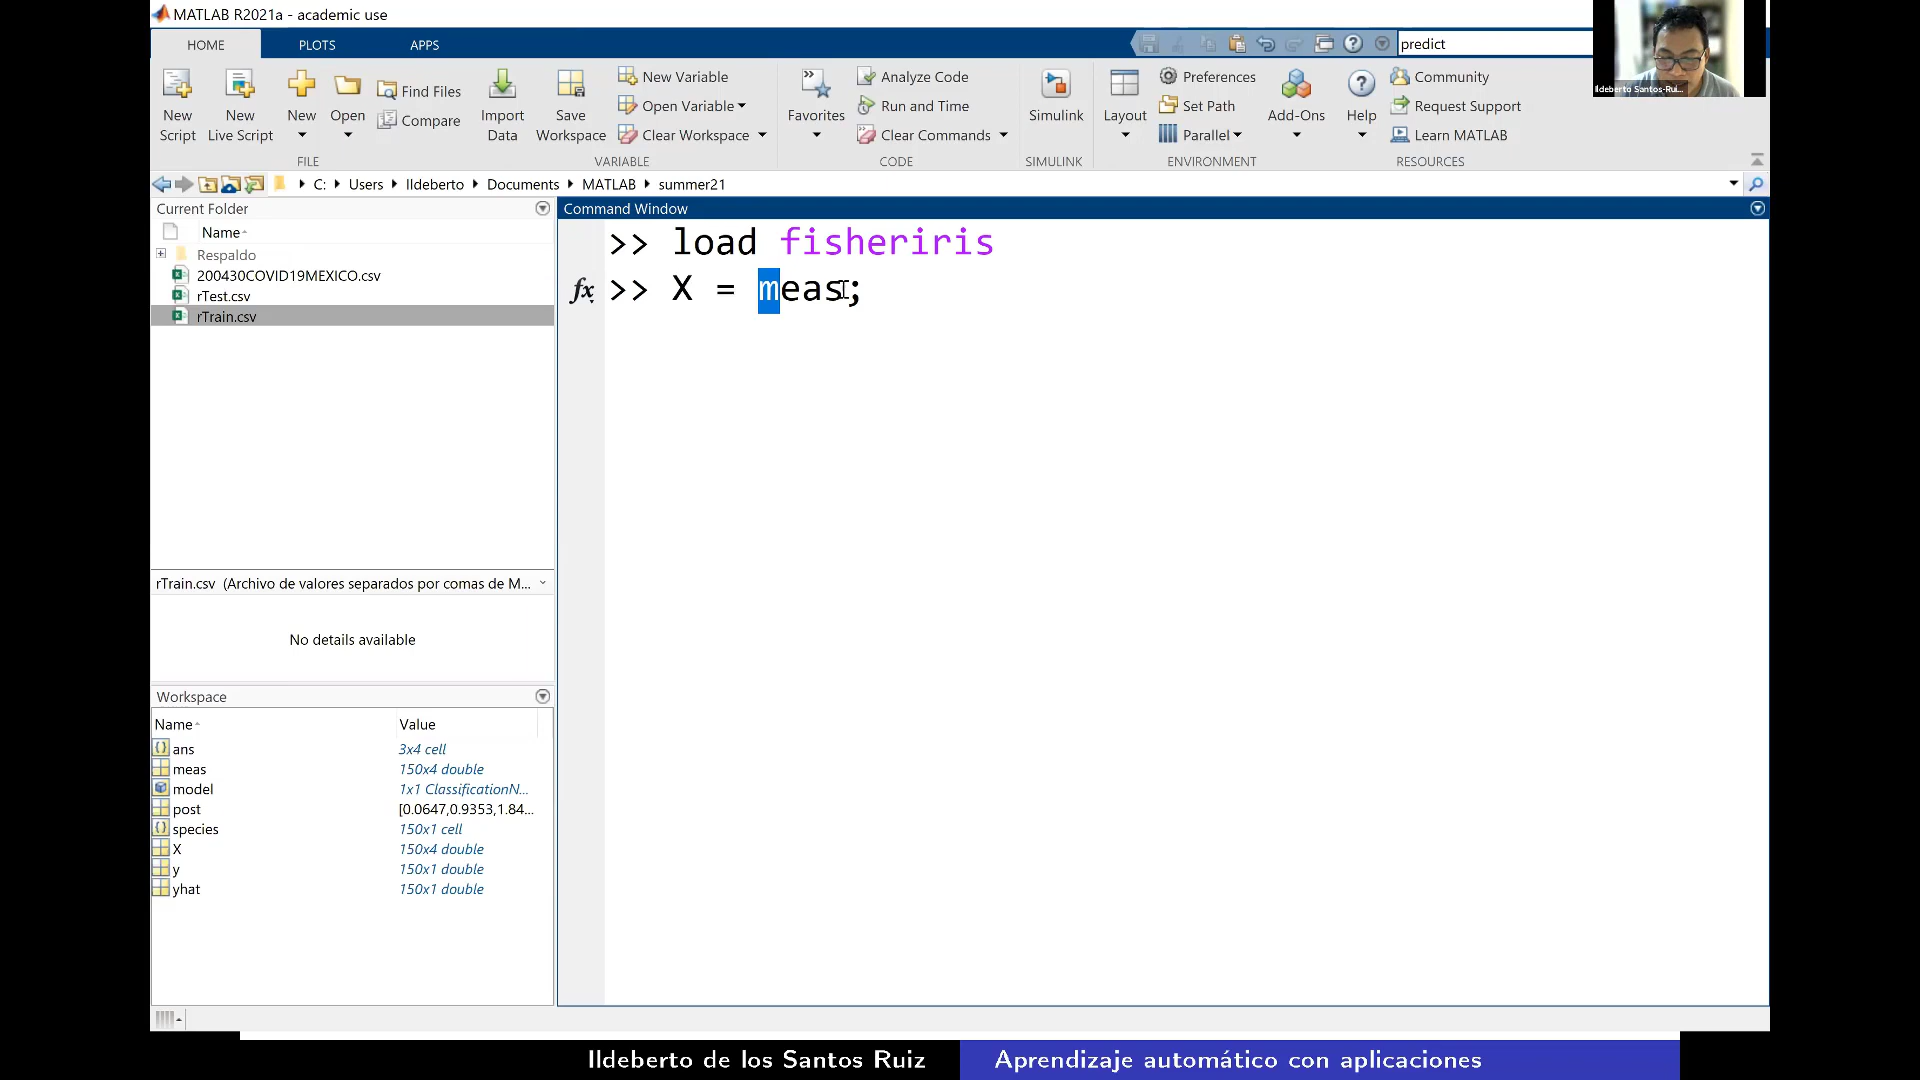 MATLAB R2021a - academic use
HOME PLOTS APPS
predict
New Script
New Live Script
New
Open
Find Files
Compare
Import Data
Save Workspace
New Variable
Open Variable
Clear Workspace
Favorites
Analyze Code
Run and Time
Clear Commands
Simulink
Layout
Preferences
Set Path
Parallel
Add-Ons
Help
Community
Request Support
Learn MATLAB
FILE VARIABLE CODE SIMULINK ENVIRONMENT RESOURCES
Ildeberto Santos-Rui...
C: Users Ildeberto Documents MATLAB summer21
Current Folder
Name
Respaldo
200430COVID19MEXICO.csv
rTest.csv
rTrain.csv
rTrain.csv (Archivo de valores separados por comas de M...
No details available
Workspace
Name Value
ans 3x4 cell
meas 150x4 double
model 1x1 ClassificationN...
post [0.0647,0.9353,1.84...
species 150x1 cell
X 150x4 double
y 150x1 double
yhat 150x1 double
Command Window
>> load fisheriris
fx >> X = meas;
Ildeberto de los Santos Ruiz
Aprendizaje automático con aplicaciones